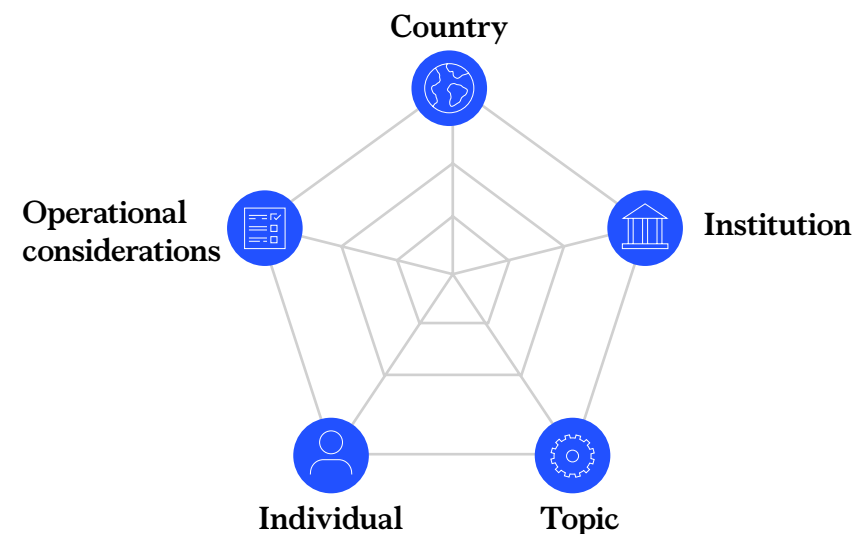 Country
Operational
considerations
Institution
Individual
Topic